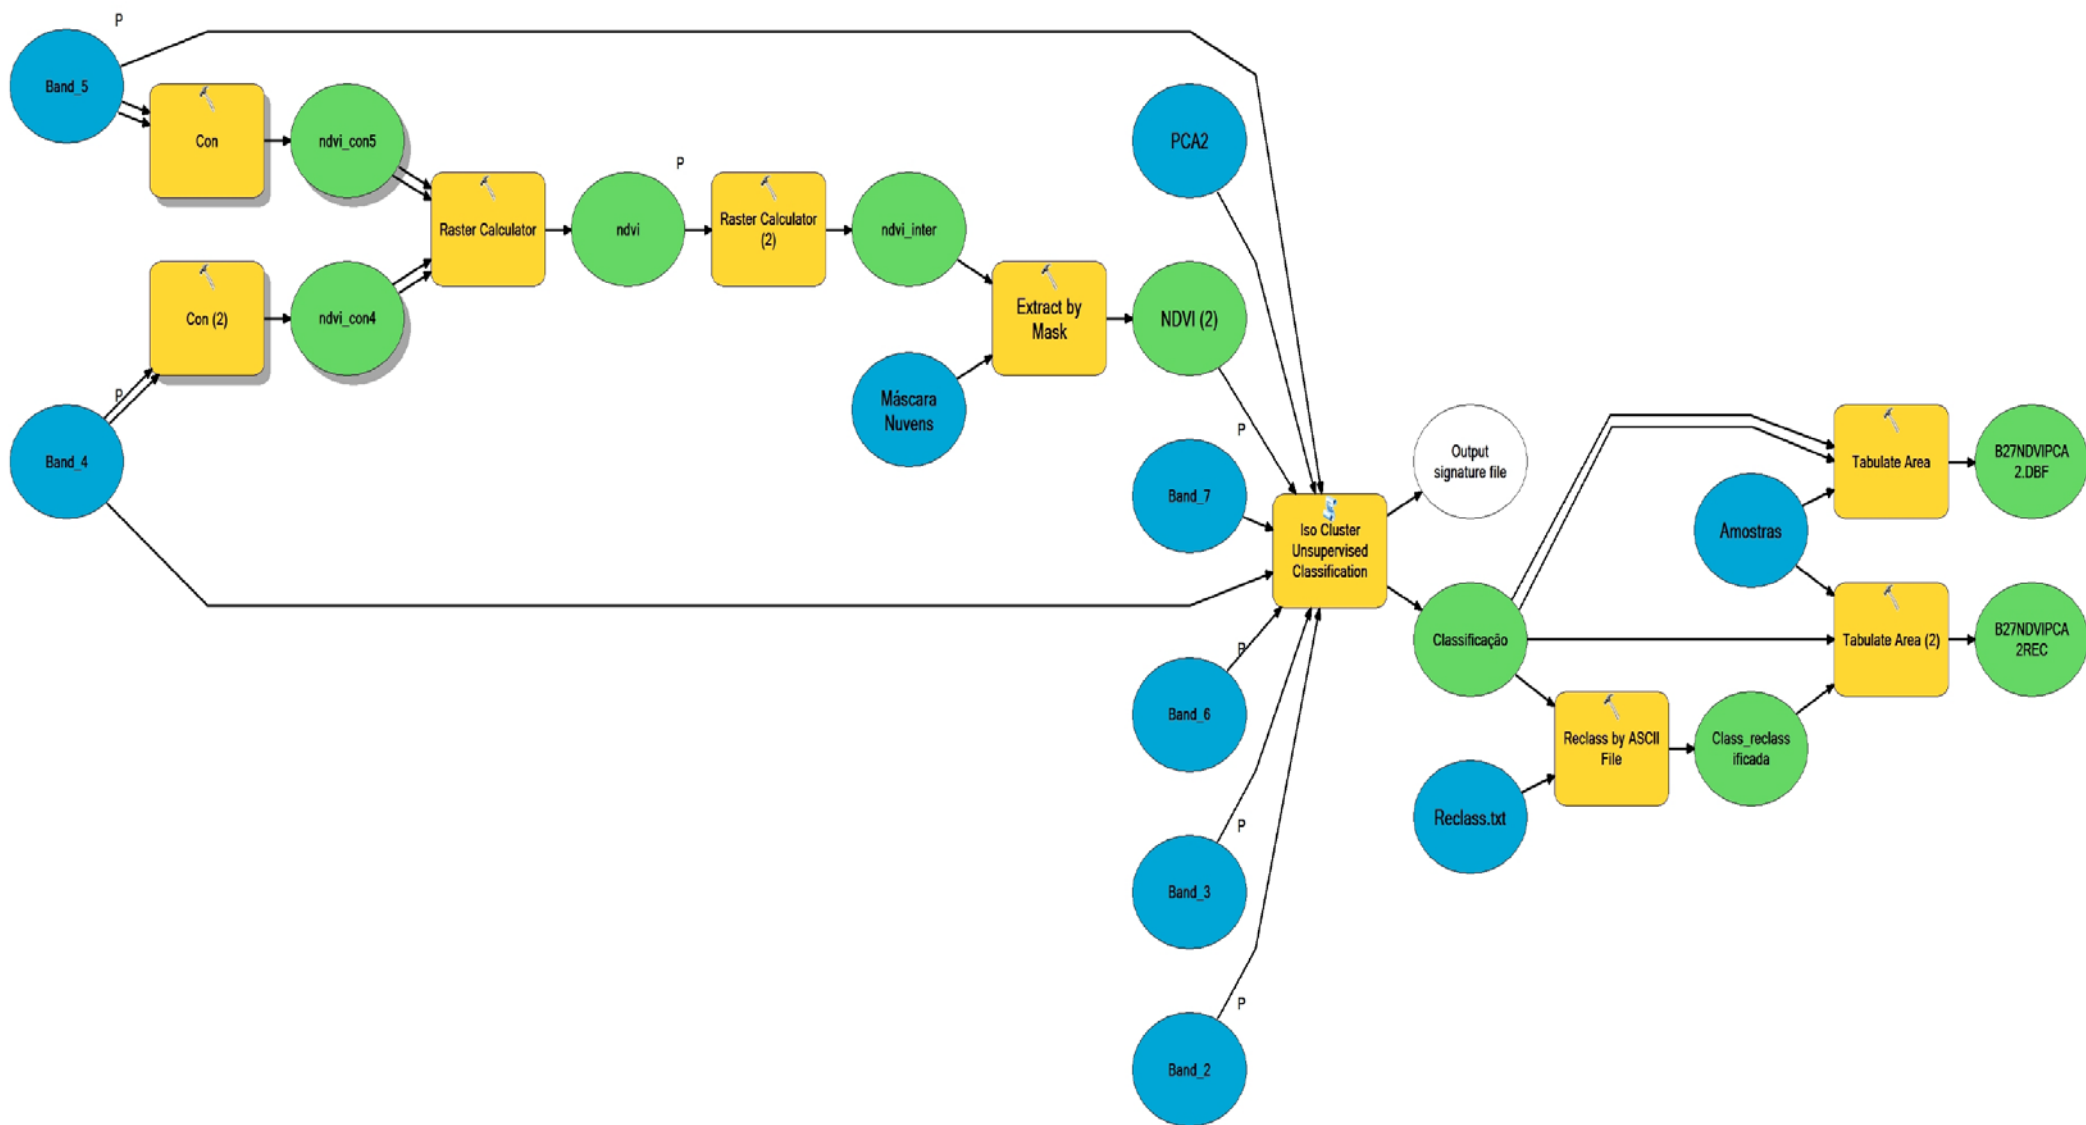 P
Band_5
Con
ndvi_con5
PCA2
P
Raster Calculator
ndvi
Raster Calculator
(2)
ndvi_inter
Con (2)
ndvi_con4
Extract by
Mask
NDVI (2)
P
Máscara
Nuvens
P
Band_4
Band_7
Output
signature file
Tabulate Area
B27NDVIPCA
2.DBF
Iso Cluster
Unsupervised
Classification
Amostras
Classificação
Tabulate Area (2)
B27NDVIPCA
2REC
P
Band_6
Reclass by ASCII
File
Class_reclass
ificada
Reclass.txt
P
Band_3
P
Band_2